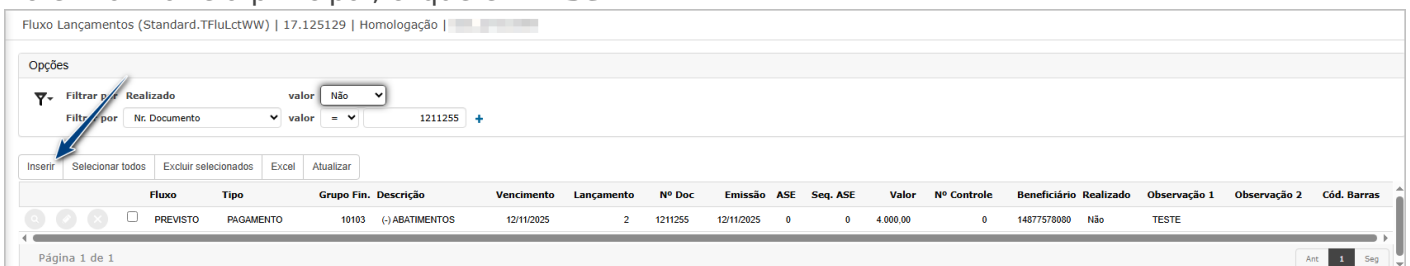 Fluxo Lançamentos (Standard.TFluLctWW) | 17.125129 | Homologação |
Opções
Filtrar por Realizado valor Não
Filtrar por Nr. Documento valor = 1211255 +
Inserir Selecionar todos Excluir selecionados Excel Atualizar
Fluxo Tipo Grupo Fin. Descrição Vencimento Lançamento Nº Doc Emissão ASE Seq. ASE Valor Nº Controle Beneficiário Realizado Observação 1 Observação 2 Cód. Barras
PREVISTO PAGAMENTO 10103 (-) ABATIMENTOS 12/11/2025 2 1211255 12/11/2025 0 0 4.000,00 0 14877578080 Não TESTE
Página 1 de 1 Ant 1 Seg